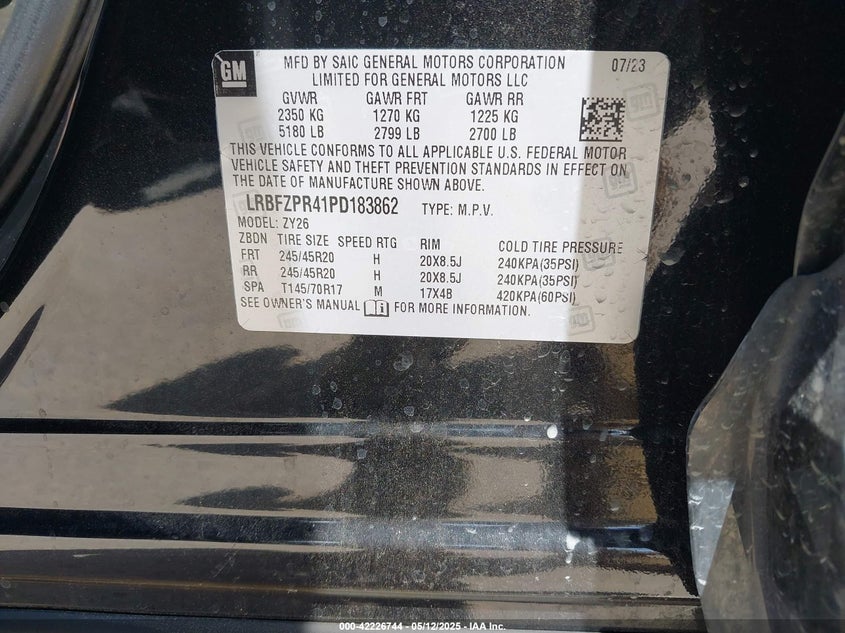 GM
MFD BY SAIC GENERAL MOTORS CORPORATION 07/23
LIMITED FOR GENERAL MOTORS LLC
GVWR GAWR FRT GAWR RR
2350 KG 1270 KG 1225 KG
5180 LB 2799 LB 2700 LB
THIS VEHICLE CONFORMS TO ALL APPLICABLE U.S. FEDERAL MOTOR
VEHICLE SAFETY AND THEFT PREVENTION STANDARDS IN EFFECT ON
THE DATE OF MANUFACTURE SHOWN ABOVE.
LRBFZPR41PD183862 TYPE: M.P.V.
MODEL: ZY26
ZBDN TIRE SIZE SPEED RTG RIM COLD TIRE PRESSURE
FRT 245/45R20 H 20X8.5J 240KPA(35PSI)
RR 245/45R20 H 20X8.5J 240KPA(35PSI)
SPA T145/70R17 M 17X4B 420KPA(60PSI)
SEE OWNER'S MANUAL FOR MORE INFORMATION.
000-42226744 - 05/12/2025 - IAA Inc.